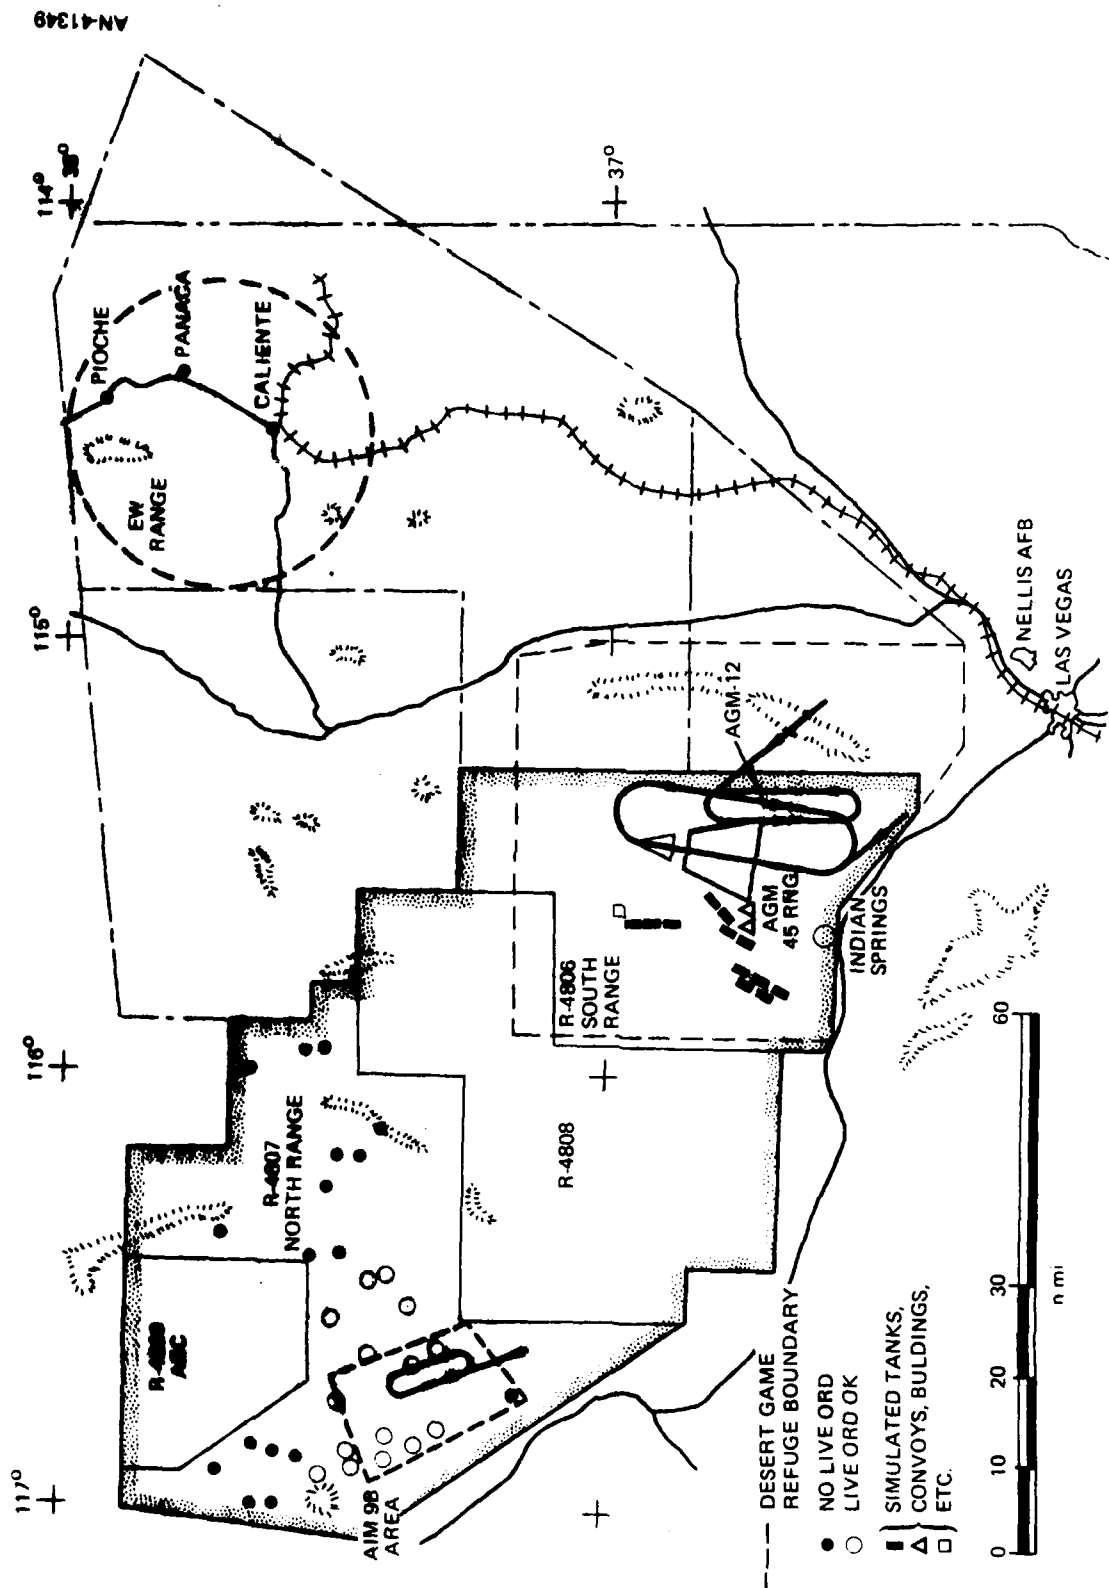 AN-41349
117°
116°
115°
114°
38°
37°
PIOCHE
PANACA
CALIENTE
EW
RANGE
R-4807
NORTH RANGE
ABC
AIM 9B
AREA
R-4808
R-4806
SOUTH
RANGE
AGM-12
AGM
45 RNG
INDIAN
SPRINGS
NELLIS AFB
LAS VEGAS
DESERT GAME
REFUGE BOUNDARY
NO LIVE ORD
LIVE ORD OK
SIMULATED TANKS,
CONVOYS, BULDINGS,
ETC.
0 10 20 30 60
n mi